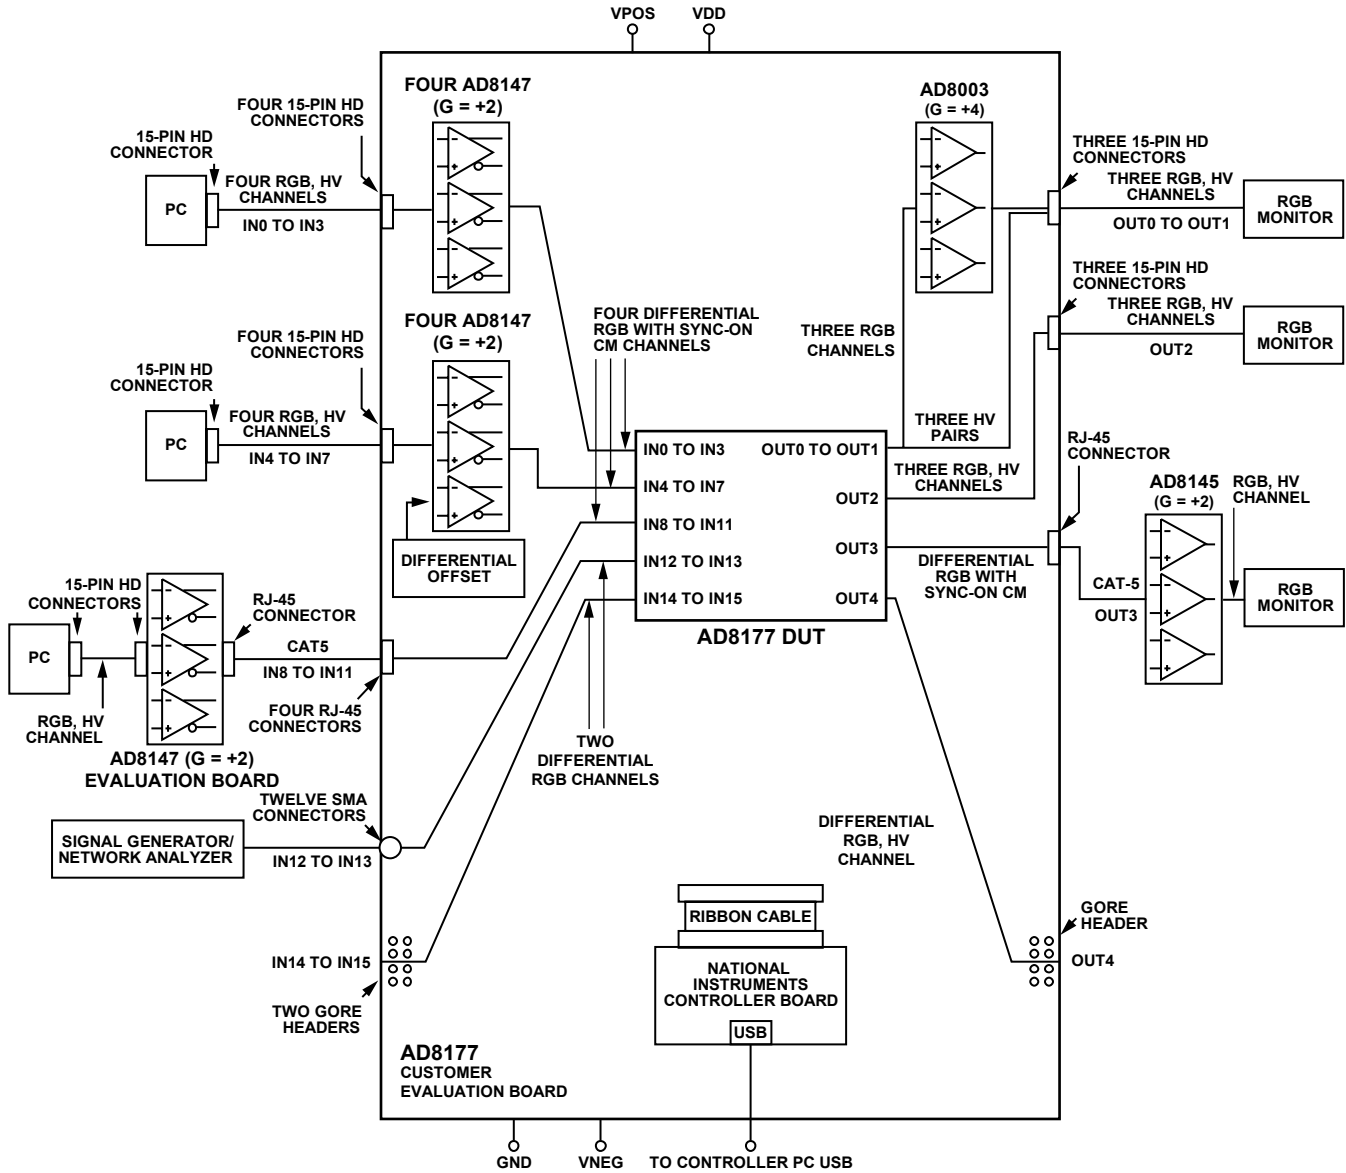 VPOS
VDD
FOUR AD8147
(G = +2)
FOUR 15-PIN HD
CONNECTORS
15-PIN HD
CONNECTOR
PC
FOUR RGB, HV
CHANNELS
IN0 TO IN3
AD8003
(G = +4)
THREE 15-PIN HD
CONNECTORS
THREE RGB, HV
CHANNELS
OUT0 TO OUT1
RGB
MONITOR
THREE 15-PIN HD
CONNECTORS
THREE RGB, HV
CHANNELS
OUT2
RGB
MONITOR
FOUR AD8147
(G = +2)
FOUR 15-PIN HD
CONNECTORS
15-PIN HD
CONNECTOR
PC
FOUR RGB, HV
CHANNELS
IN4 TO IN7
DIFFERENTIAL
OFFSET
FOUR DIFFERENTIAL
RGB WITH SYNC-ON
CM CHANNELS
THREE RGB
CHANNELS
THREE HV
PAIRS
THREE RGB, HV
CHANNELS
IN0 TO IN3
IN4 TO IN7
IN8 TO IN11
IN12 TO IN13
IN14 TO IN15
OUT0 TO OUT1
OUT2
OUT3
OUT4
AD8177 DUT
DIFFERENTIAL
RGB WITH
SYNC-ON CM
RJ-45
CONNECTOR
AD8145
(G = +2)
RGB, HV
CHANNEL
CAT-5
OUT3
RGB
MONITOR
15-PIN HD
CONNECTORS
RJ-45
CONNECTOR
PC
CAT5
IN8 TO IN11
RGB, HV
CHANNEL
FOUR RJ-45
CONNECTORS
AD8147 (G = +2)
EVALUATION BOARD
TWO
DIFFERENTIAL
RGB CHANNELS
TWELVE SMA
CONNECTORS
SIGNAL GENERATOR/
NETWORK ANALYZER
IN12 TO IN13
DIFFERENTIAL
RGB, HV
CHANNEL
IN14 TO IN15
TWO GORE
HEADERS
RIBBON CABLE
NATIONAL
INSTRUMENTS
CONTROLLER BOARD
USB
GORE
HEADER
OUT4
AD8177
CUSTOMER
EVALUATION BOARD
GND
VNEG
TO CONTROLLER PC USB